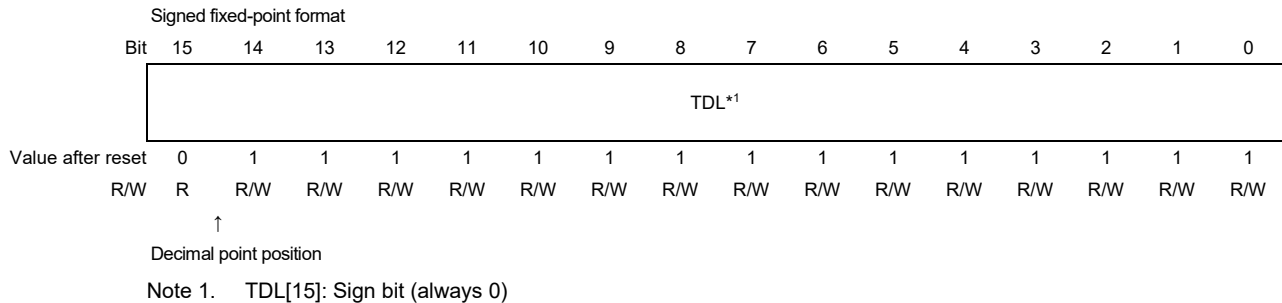 Signed fixed-point format
Bit 15 14 13 12 11 10 9 8 7 6 5 4 3 2 1 0
TDL*1
Value after reset 0 1 1 1 1 1 1 1 1 1 1 1 1 1 1 1
R/W R R/W R/W R/W R/W R/W R/W R/W R/W R/W R/W R/W R/W R/W R/W R/W
↑
Decimal point position
Note 1. TDL[15]: Sign bit (always 0)